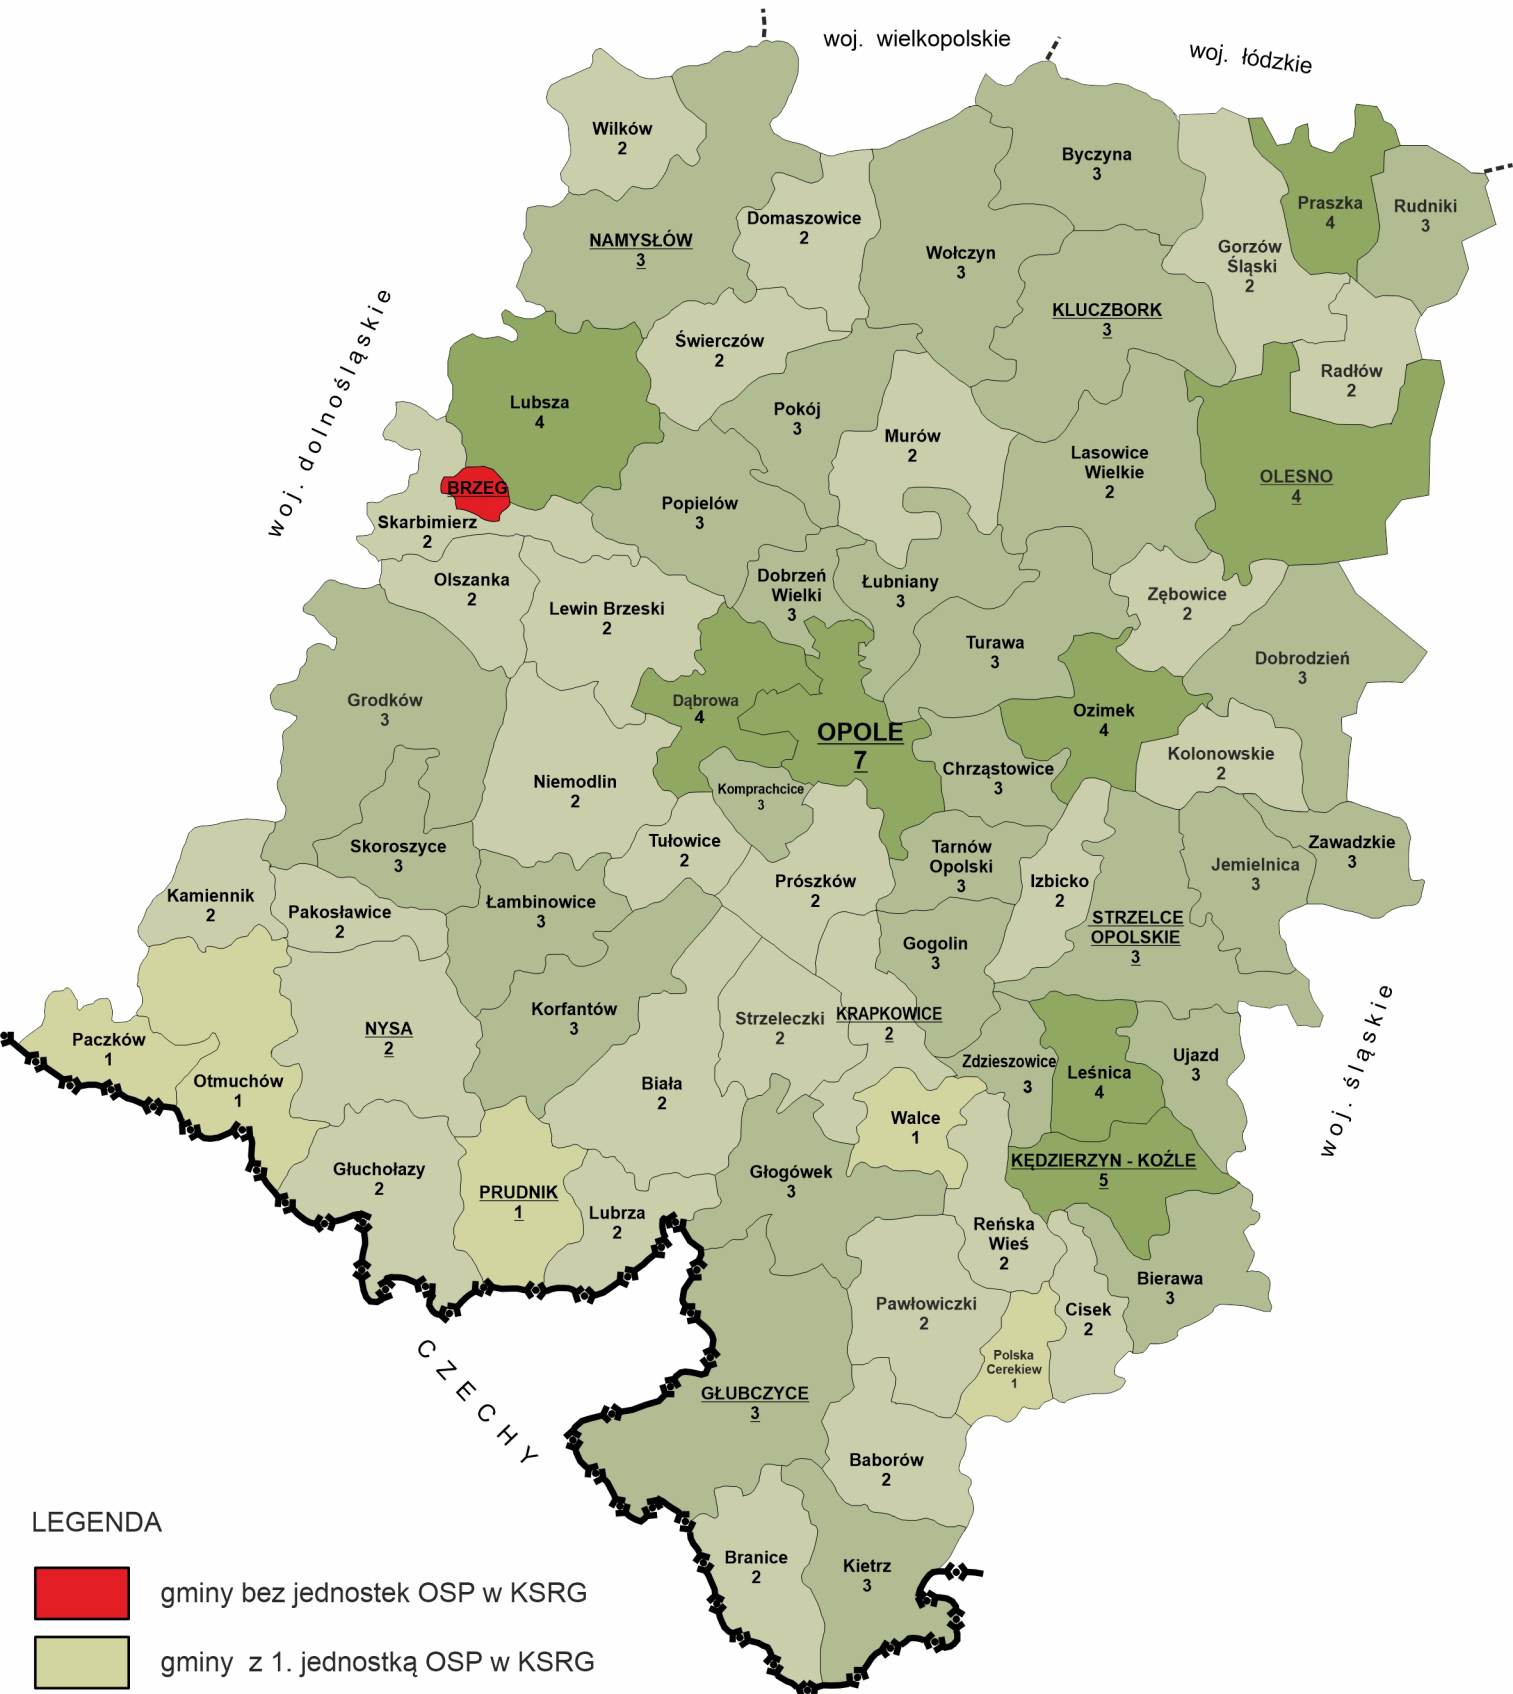 woj. wielkopolskie
woj. łódzkie
Wilków
2
Byczyna
3
Praszka
4
Rudniki
3
Domaszowice
2
NAMYSŁÓW
3
Wołczyn
3
Gorzów
Śląski
2
KLUCZBORK
3
Świerczów
2
Radłów
2
woj. dolnośląskie
Lubsza
4
Pokój
3
Murów
2
Lasowice
Wielkie
2
OLESNO
4
BRZEG
Popielów
3
Skarbimierz
2
Olszanka
2
Dobrzeń
Wielki
3
Łubniany
3
Lewin Brzeski
2
Zębowice
2
Turawa
3
Dobrodzień
3
Grodków
3
Dąbrowa
4
Ozimek
4
OPOLE
7
Kolonowskie
2
Chrząstowice
3
Niemodlin
2
Komprachcice
3
Skoroszyce
3
Tułowice
2
Tarnów
Opolski
3
Zawadzkie
3
Jemielnica
3
Prószków
2
Izbicko
2
Kamiennik
2
Pakosławice
2
Łambinowice
3
STRZELCE
OPOLSKIE
3
Gogolin
3
Korfantów
3
Strzeleczki
2
KRAPKOWICE
2
NYSA
2
Paczków
1
Otmuchów
1
Zdzieszowice
3
Leśnica
4
Ujazd
3
woj. śląskie
Biała
2
Walce
1
Głuchołazy
2
Głogówek
3
KĘDZIERZYN - KOŹLE
5
PRUDNIK
1
Lubrza
2
Reńska
Wieś
2
Bierawa
3
Pawłowiczki
2
Cisek
2
Polska
Cerekiew
1
CZECHY
GŁUBCZYCE
3
Baborów
2
Branice
2
Kietrz
3
LEGENDA
gminy bez jednostek OSP w KSRG
gminy z 1. jednostką OSP w KSRG